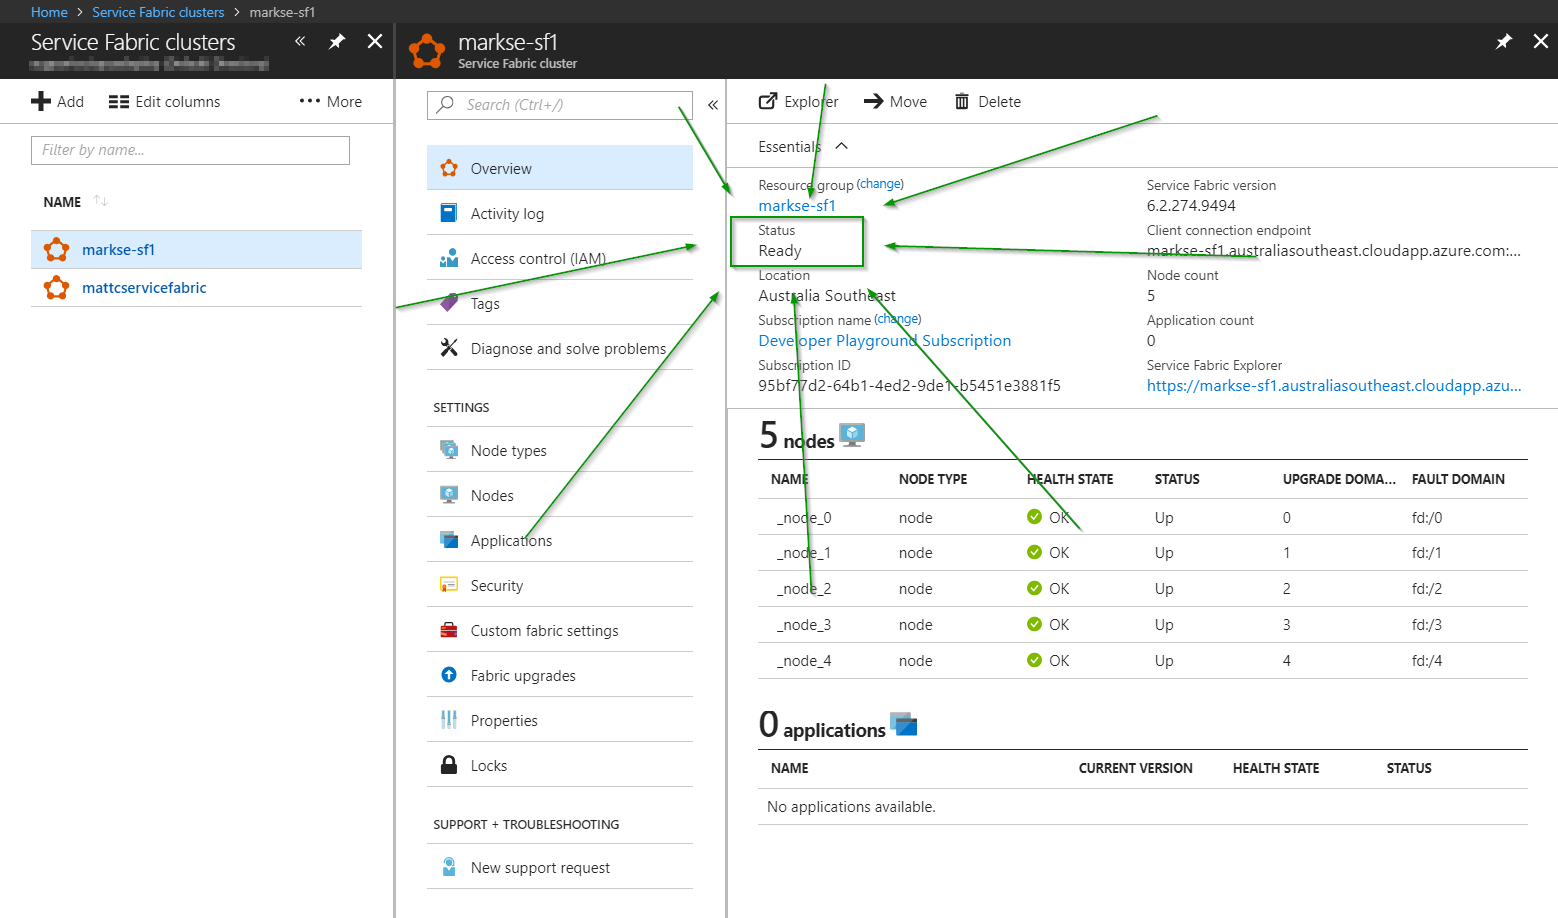 Home > Service Fabric clusters > markse-sf1
Service Fabric clusters
Add
Edit columns
More
Filter by name...
NAME
markse-sf1
mattcservicefabric
markse-sf1
Service Fabric cluster
Search (Ctrl+/)
Overview
Activity log
Access control (IAM)
Tags
Diagnose and solve problems
SETTINGS
Node types
Nodes
Applications
Security
Custom fabric settings
Fabric upgrades
Properties
Locks
SUPPORT + TROUBLESHOOTING
New support request
Explorer
Move
Delete
Essentials
Resource group (change)
markse-sf1
Status
Ready
Location
Australia Southeast
Subscription name (change)
Developer Playground Subscription
Subscription ID
95bf77d2-64b1-4ed2-9de1-b5451e3881f5
Service Fabric version
6.2.274.9494
Client connection endpoint
markse-sf1.australiasoutheast.cloudapp.azure.com:...
Node count
5
Application count
0
Service Fabric Explorer
https://markse-sf1.australiasoutheast.cloudapp.azu...
5 nodes
NAME NODE TYPE HEALTH STATE STATUS UPGRADE DOMA... FAULT DOMAIN
_node_0 node OK Up 0 fd:/0
_node_1 node OK Up 1 fd:/1
_node_2 node OK Up 2 fd:/2
_node_3 node OK Up 3 fd:/3
_node_4 node OK Up 4 fd:/4
0 applications
NAME CURRENT VERSION HEALTH STATE STATUS
No applications available.